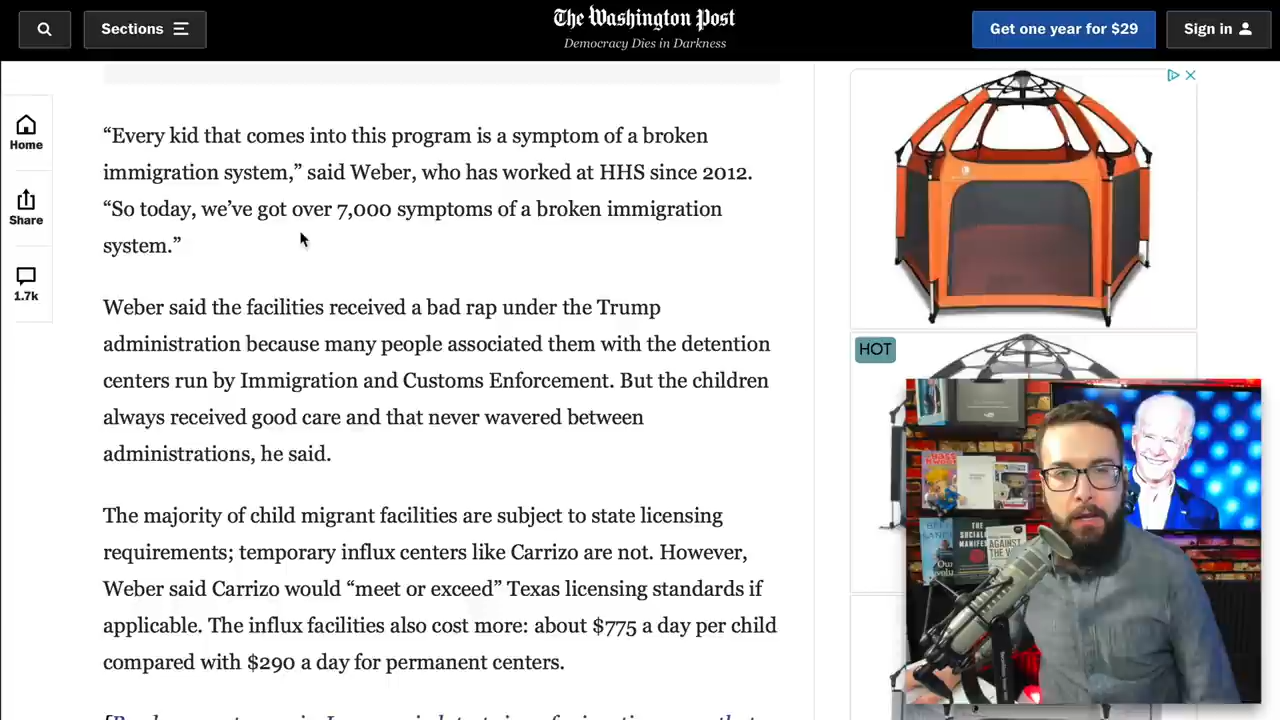 Sections
The Washington Post
Democracy Dies in Darkness
Get one year for $29
Sign in
Home
Share
1.7k
“Every kid that comes into this program is a symptom of a broken
immigration system,” said Weber, who has worked at HHS since 2012.
“So today, we’ve got over 7,000 symptoms of a broken immigration
system.”
Weber said the facilities received a bad rap under the Trump
administration because many people associated them with the detention
centers run by Immigration and Customs Enforcement. But the children
always received good care and that never wavered between
administrations, he said.
The majority of child migrant facilities are subject to state licensing
requirements; temporary influx centers like Carrizo are not. However,
Weber said Carrizo would “meet or exceed” Texas licensing standards if
applicable. The influx facilities also cost more: about $775 a day per child
compared with $290 a day for permanent centers.
HOT
THE
AGAINST
THE
Our